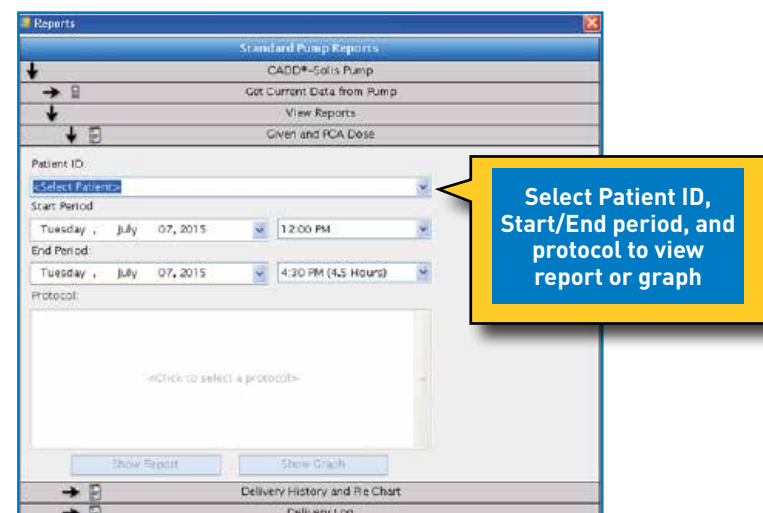 Reports
Standard Pump Reports
CADD®-Solis Pump
Get Current Data from Pump
View Reports
Given and PCA Dose
Patient ID:
<Select Patient>
Start Period
Tuesday , July 07, 2015 12:00 PM
End Period:
Tuesday , July 07, 2015 4:30 PM (4.5 Hours)
Protocol:
<Click to select a protocol>
Show Report Show Graph
Delivery History and Pie Chart
Delivery Log
Select Patient ID,
Start/End period, and
protocol to view
report or graph